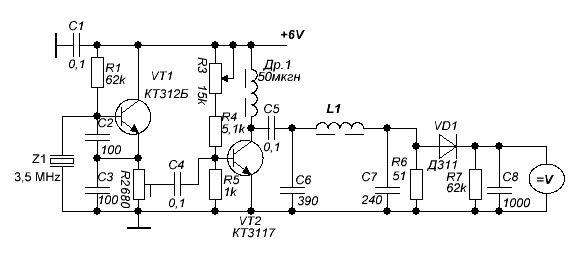 C1
+6V
0,1
R1
62k
VT1
КТ312Б
R3
15k
Др.1
50мкгн
C2
100
R4
5,1k
C5
0,1
L1
VD1
Д311
Z1
3,5 MHz
C3
100
R2680
C4
0,1
R5
1k
VT2
КТ3117
C6
390
C7
240
R6
51
R7
62k
C8
1000
=V